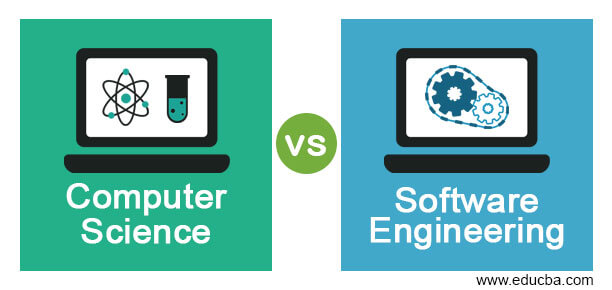 Computer
Science
vs
Software
Engineering
www.educba.com